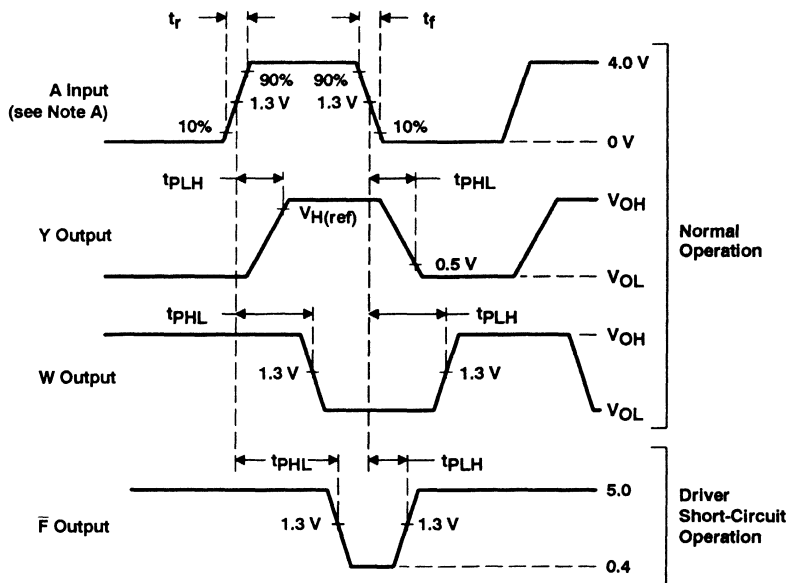 tr tf
A Input
(see Note A)
90% 90%
1.3 V 1.3 V
10% 10%
4.0 V
0 V
tPLH tPHL
Y Output
VH(ref)
0.5 V
VOH
VOL
Normal
Operation
tPHL tPLH
W Output
1.3 V 1.3 V
VOH
VOL
tPHL tPLH
F̅ Output
1.3 V 1.3 V
5.0
0.4
Driver
Short-Circuit
Operation